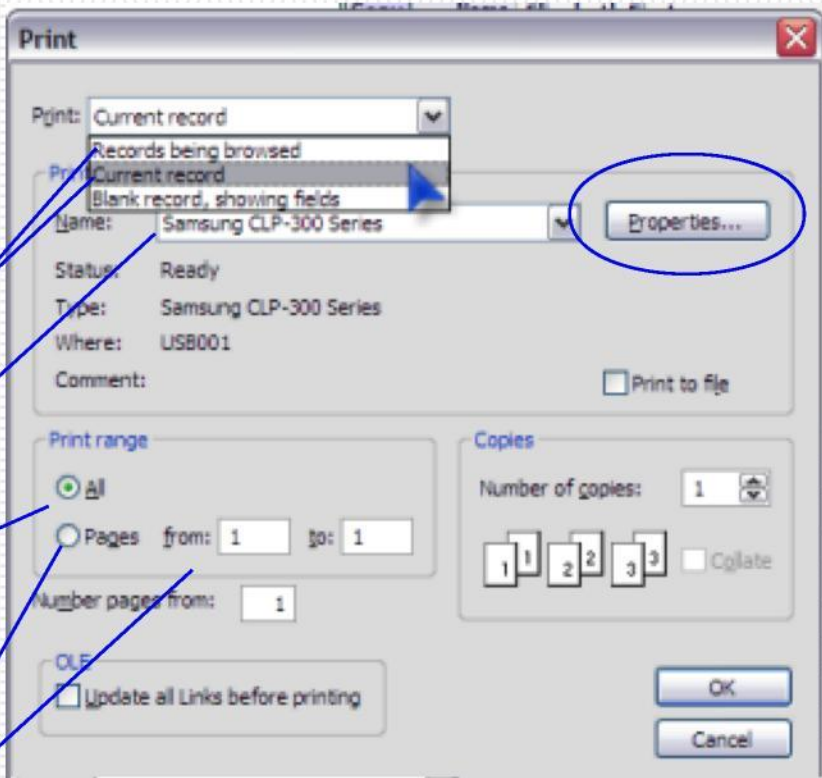 Print
Print: Current record
Records being browsed
Current record
Blank record, showing fields
Name: Samsung CLP-300 Series Properties...
Status: Ready
Type: Samsung CLP-300 Series
Where: USB001
Comment: Print to file
Print range Copies
All Number of copies: 1
Pages from: 1 to: 1
1 1 2 2 3 3 Collate
Number pages from: 1
OLE
Update all Links before printing
OK
Cancel